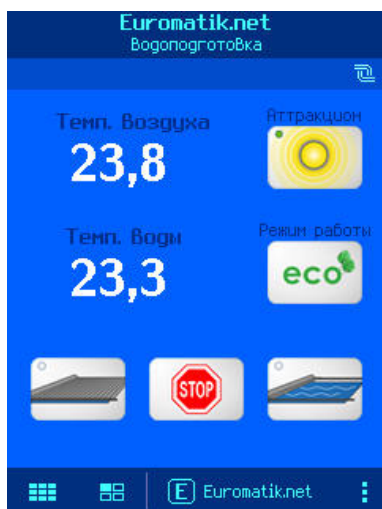 Euromatik.net
Водоподготовка
Темп. Воздуха
Аттракцион
23,8
Темп. Воды
Режим работы
23,3
eco
STOP
E Euromatik.net